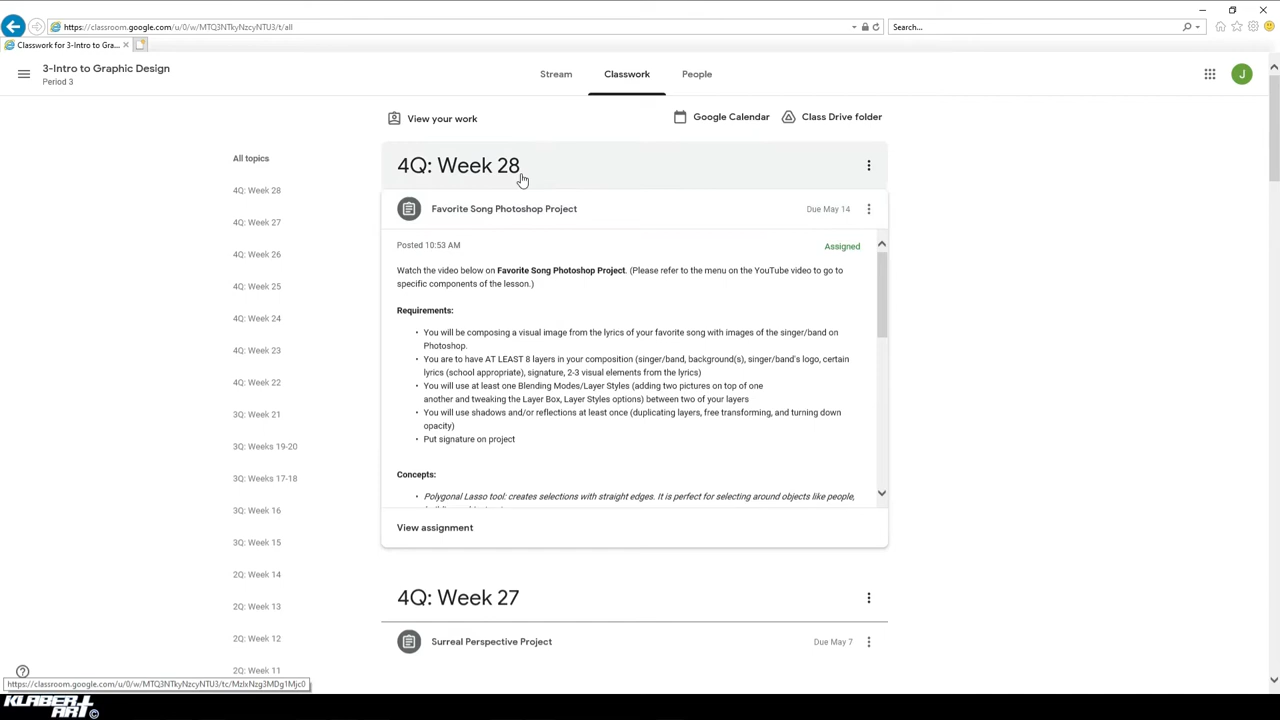 https://classroom.google.com/u/0/w/MTQ3NTkyNzcyNTU3/t/all
Search...
Classwork for 3-Intro to Gra...
3-Intro to Graphic Design
Period 3
Stream
Classwork
People
J
View your work
Google Calendar
Class Drive folder
All topics
4Q: Week 28
4Q: Week 27
4Q: Week 26
4Q: Week 25
4Q: Week 24
4Q: Week 23
4Q: Week 22
3Q: Week 21
3Q: Weeks 19-20
3Q: Weeks 17-18
3Q: Week 16
3Q: Week 15
2Q: Week 14
2Q: Week 13
2Q: Week 12
2Q: Week 11
4Q: Week 28
Favorite Song Photoshop Project
Due May 14
Posted 10:53 AM
Assigned
Watch the video below on Favorite Song Photoshop Project. (Please refer to the menu on the YouTube video to go to
specific components of the lesson.)
Requirements:
• You will be composing a visual image from the lyrics of your favorite song with images of the singer/band on
Photoshop.
• You are to have AT LEAST 8 layers in your composition (singer/band, background(s), singer/band's logo, certain
lyrics (school appropriate), signature, 2-3 visual elements from the lyrics)
• You will use at least one Blending Modes/Layer Styles (adding two pictures on top of one
another and tweaking the Layer Box, Layer Styles options) between two of your layers
• You will use shadows and/or reflections at least once (duplicating layers, free transforming, and turning down
opacity)
• Put signature on project
Concepts:
• Polygonal Lasso tool: creates selections with straight edges. It is perfect for selecting around objects like people,
View assignment
4Q: Week 27
Surreal Perspective Project
Due May 7
KLABER ART ©